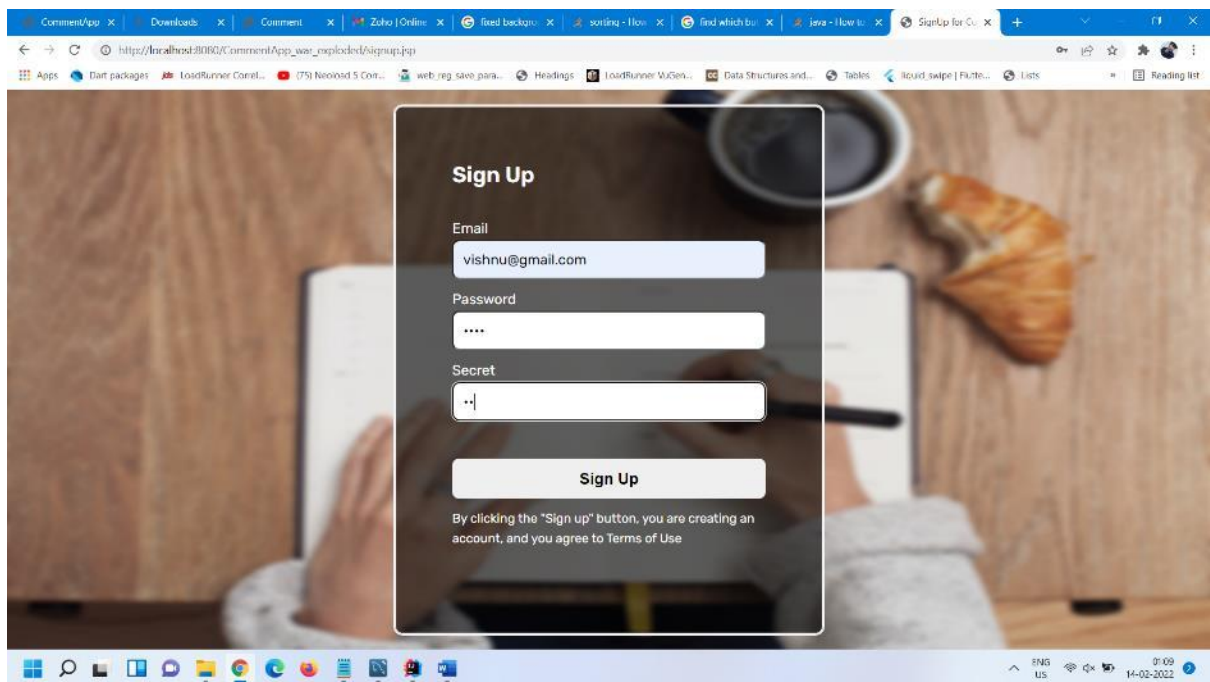 CommentApp
Downloads
Comment
Zoho | Online
fixed backgro
sorting - How
find which but
java - How to
SignUp for Co
http://localhost:8080/CommentApp_war_exploded/signup.jsp
Apps
Dart packages
LoadRunner Correl...
(75) Neoload 5 Corr...
web_reg_save_para...
Headings
LoadRunner VuGen...
Data Structures and...
Tables
liquid_swipe | Flutte...
Lists
»
Reading list
Sign Up
Email
vishnu@gmail.com
Password
••••
Secret
••
Sign Up
By clicking the "Sign up" button, you are creating an
account, and you agree to Terms of Use
ENG
US
01:09
14-02-2022
2